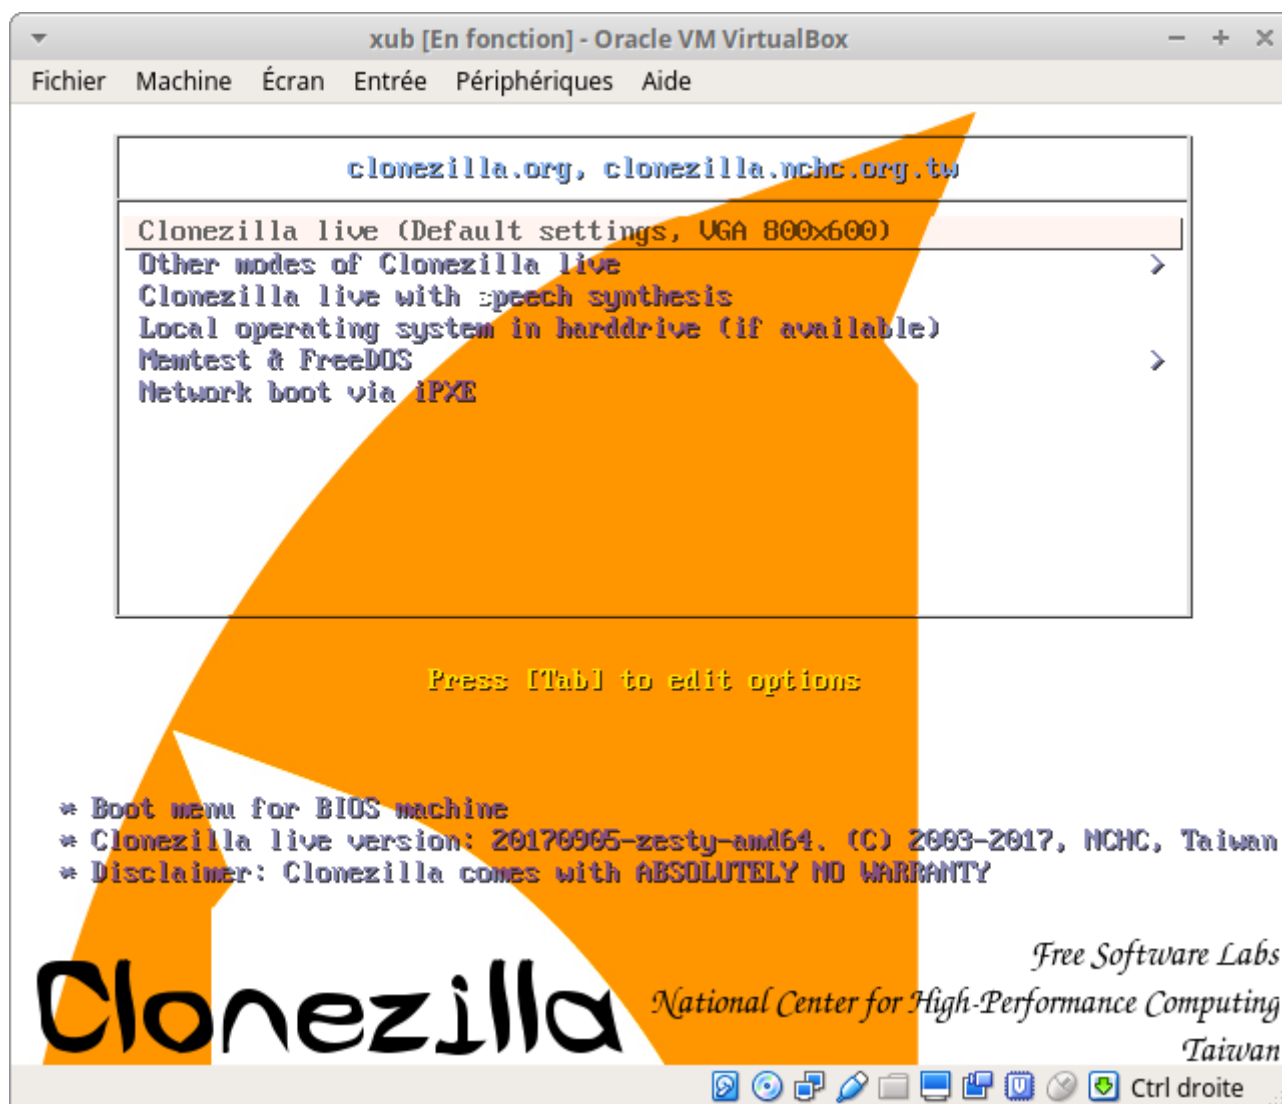 xub [En fonction] - Oracle VM VirtualBox
Fichier Machine Écran Entrée Périphériques Aide
clonezilla.org, clonezilla.nchc.org.tw
Clonezilla live (Default settings, VGA 800x600)
Other modes of Clonezilla live >
Clonezilla live with speech synthesis
Local operating system in harddrive (if available)
Memtest & FreeDOS >
Network boot via iPXE
Press [Tab] to edit options
* Boot menu for BIOS machine
* Clonezilla live version: 20170905-zesty-amd64. (C) 2003-2017, NCHC, Taiwan
* Disclaimer: Clonezilla comes with ABSOLUTELY NO WARRANTY
Free Software Labs
Clonezilla National Center for High-Performance Computing
Taiwan
Ctrl droite